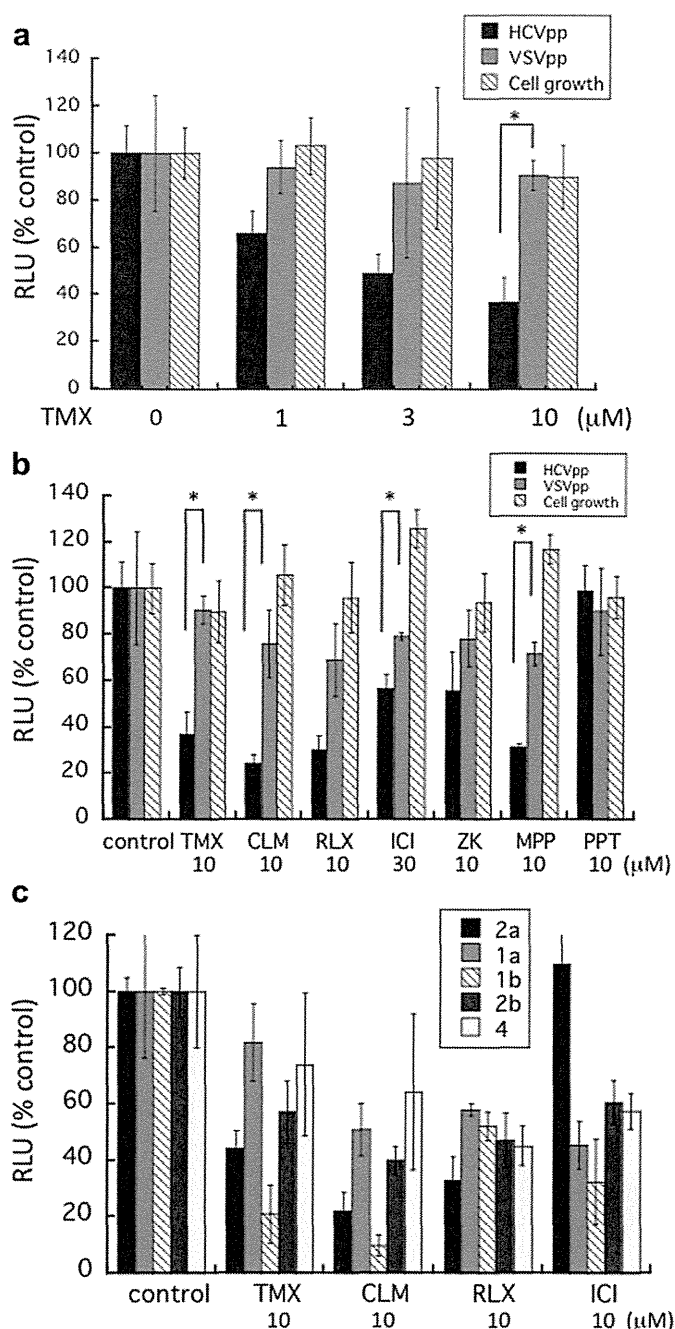 a
HCVpp
VSVpp
Cell growth
140
120
100
80
60
40
20
0
RLU (% control)
*
TMX 0 1 3 10 (μM)
b
HCVpp
VSVpp
Cell growth
140
120
100
80
60
40
20
0
RLU (% control)
* * * *
control TMX CLM RLX ICI ZK MPP PPT
10 10 10 30 10 10 10 (μM)
c
2a
1a
1b
2b
4
120
100
80
60
40
20
0
RLU (% control)
control TMX CLM RLX ICI
10 10 10 10 (μM)